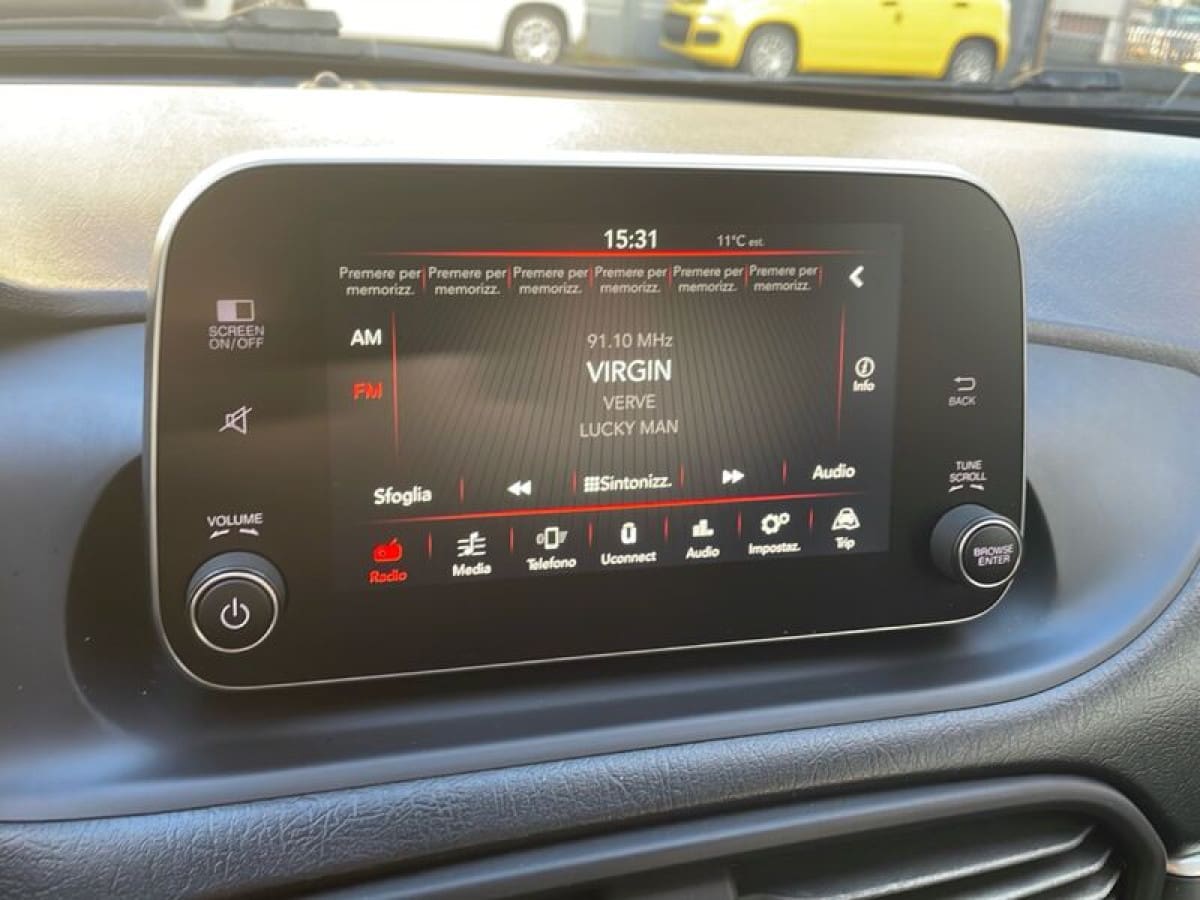 15:31 11°C est.
Premere per memorizz. Premere per memorizz. Premere per memorizz. Premere per memorizz. Premere per memorizz. Premere per memorizz.
SCREEN
ON/OFF
AM
91.10 MHz
VIRGIN
Info
FM
VERVE
BACK
LUCKY MAN
TUNE
SCROLL
Sfoglia Sintonizz. Audio
VOLUME
Radio Media Telefono Uconnect Audio Impostaz. Trip
BROWSE
ENTER